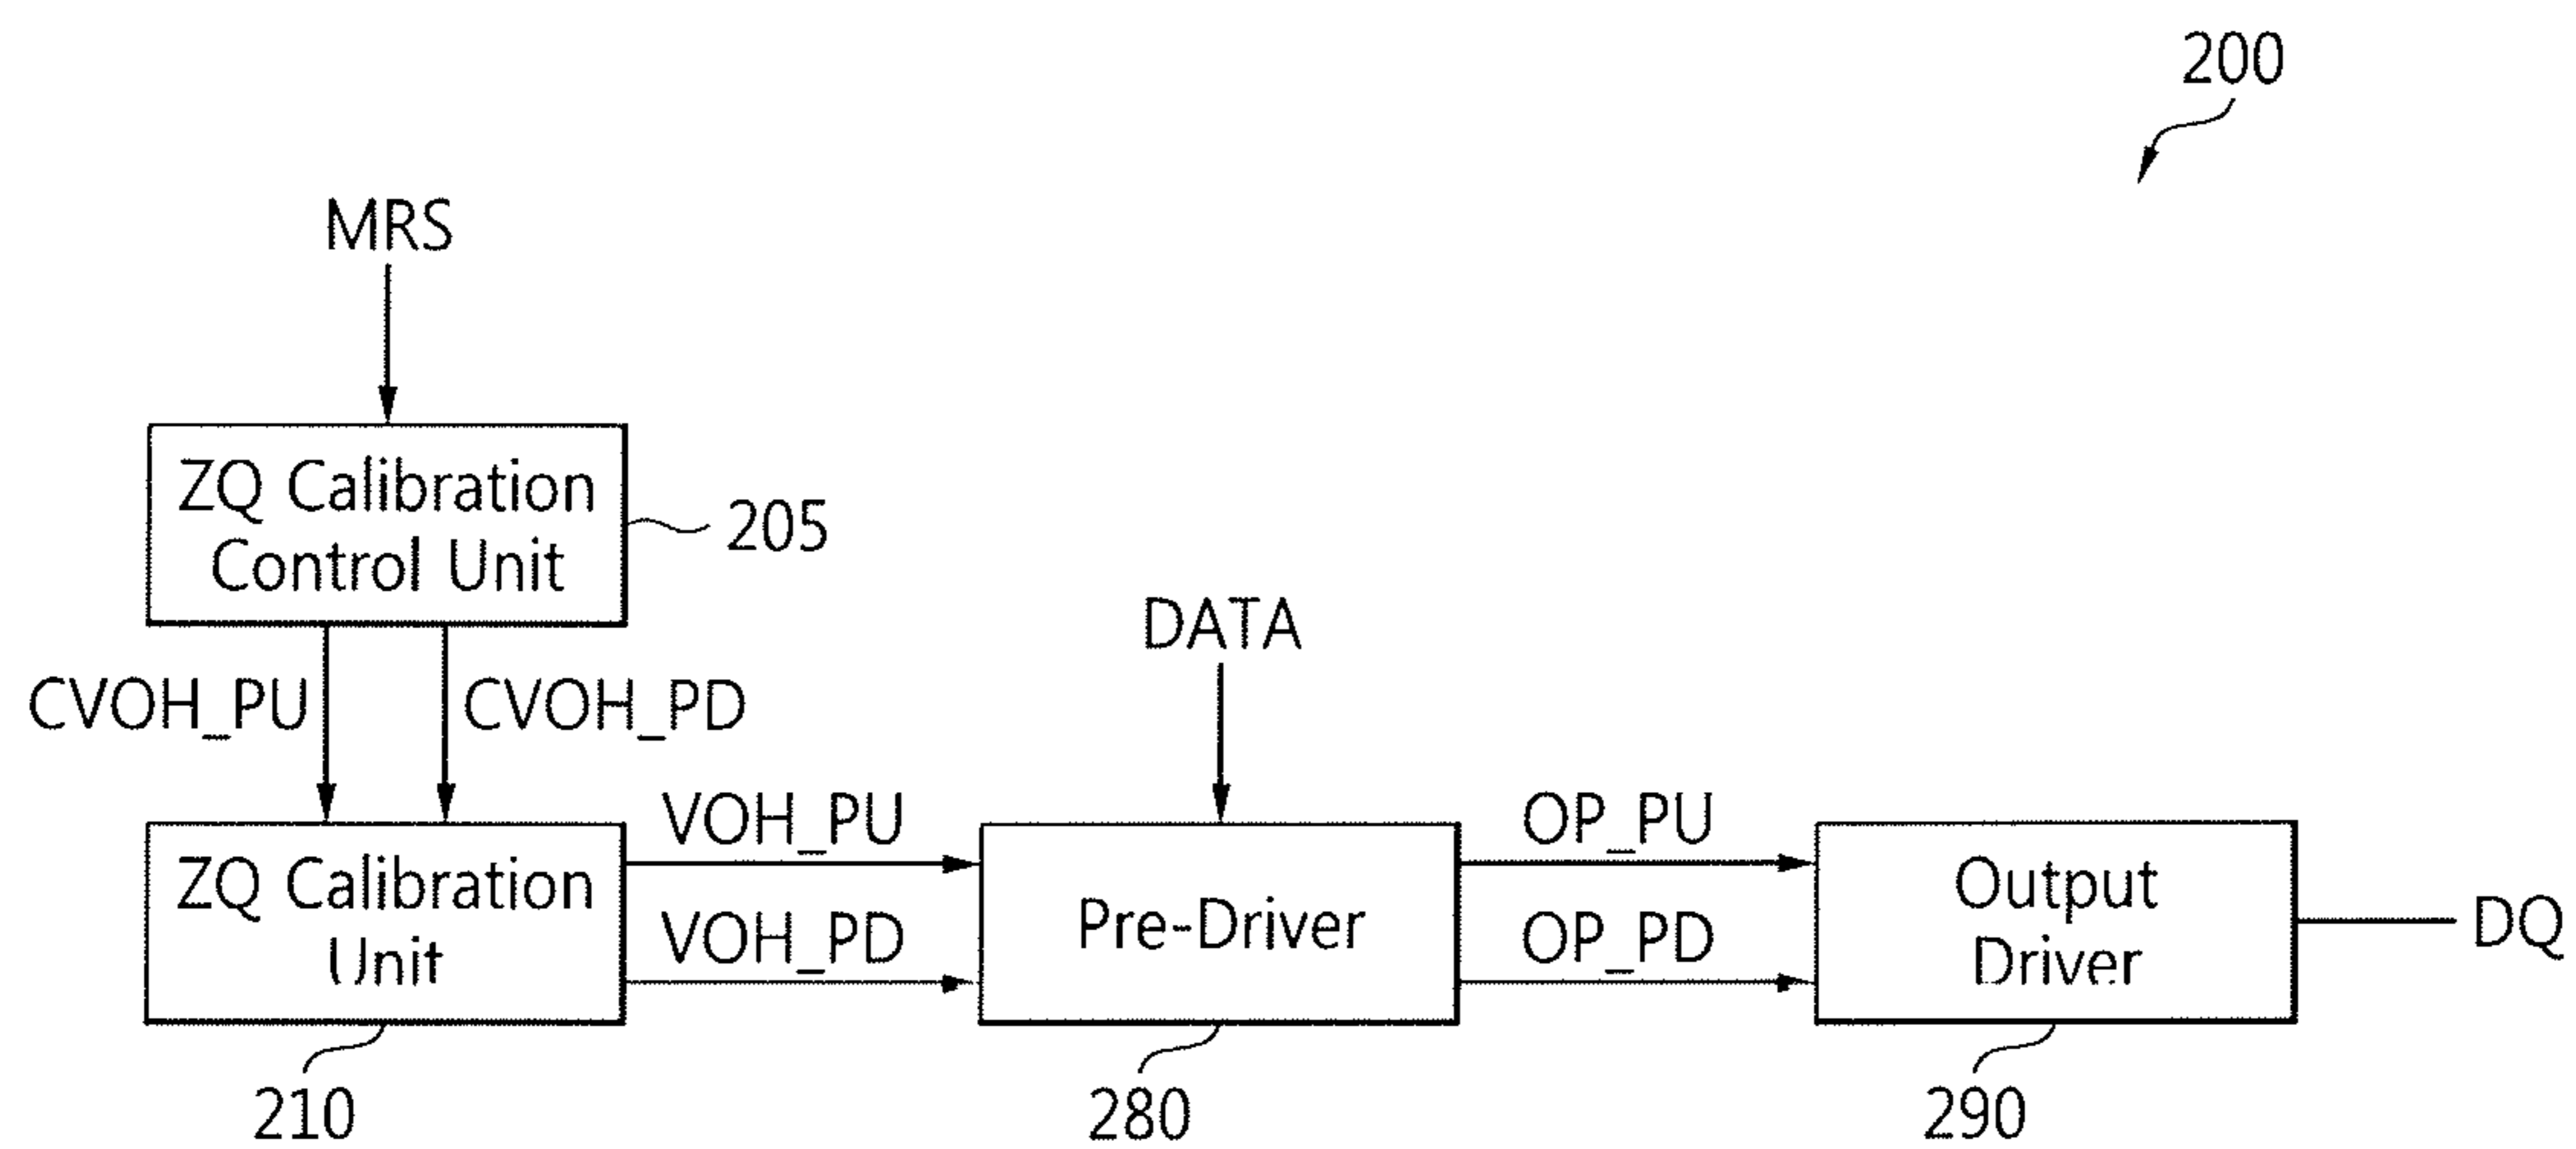 200
MRS
ZQ Calibration
Control Unit
205
CVOH_PU
CVOH_PD
DATA
ZQ Calibration
Unit
VOH_PU
VOH_PD
Pre-Driver
OP_PU
OP_PD
Output
Driver
DQ
210
280
290